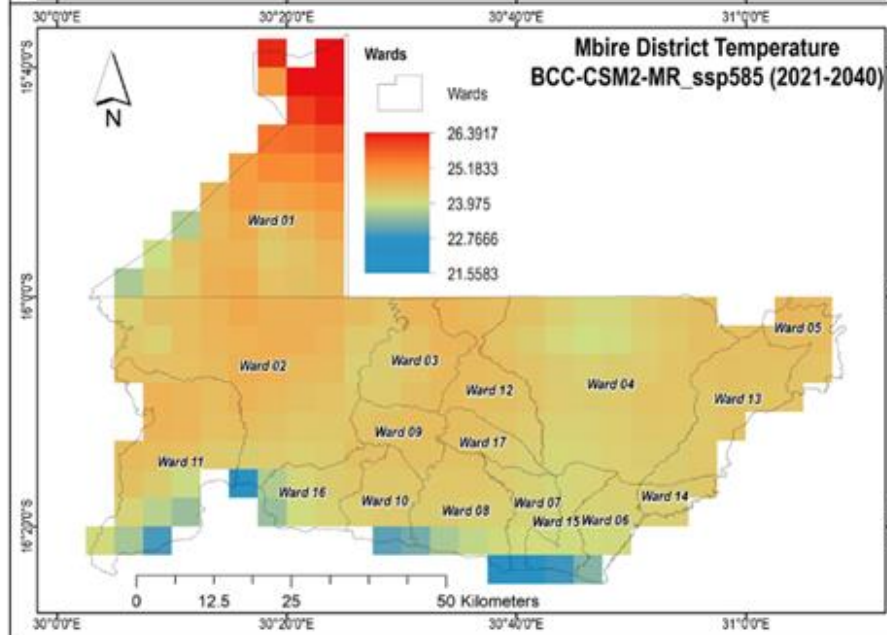 30°0'0"E 30°20'0"E 30°40'0"E 31°0'0"E
Mbire District Temperature
BCC-CSM2-MR_ssp585 (2021-2040)
15°40'0"S
N
Wards
Wards
26.3917
25.1833
23.975
22.7666
21.5583
Ward 01
16°0'0"S
Ward 05
Ward 02
Ward 03
Ward 12
Ward 04
Ward 13
Ward 09
Ward 17
Ward 11
Ward 16
Ward 10
Ward 08
Ward 07
Ward 15
Ward 06
Ward 14
16°20'0"S
0 12.5 25 50 Kilometers
30°0'0"E 30°20'0"E 30°40'0"E 31°0'0"E